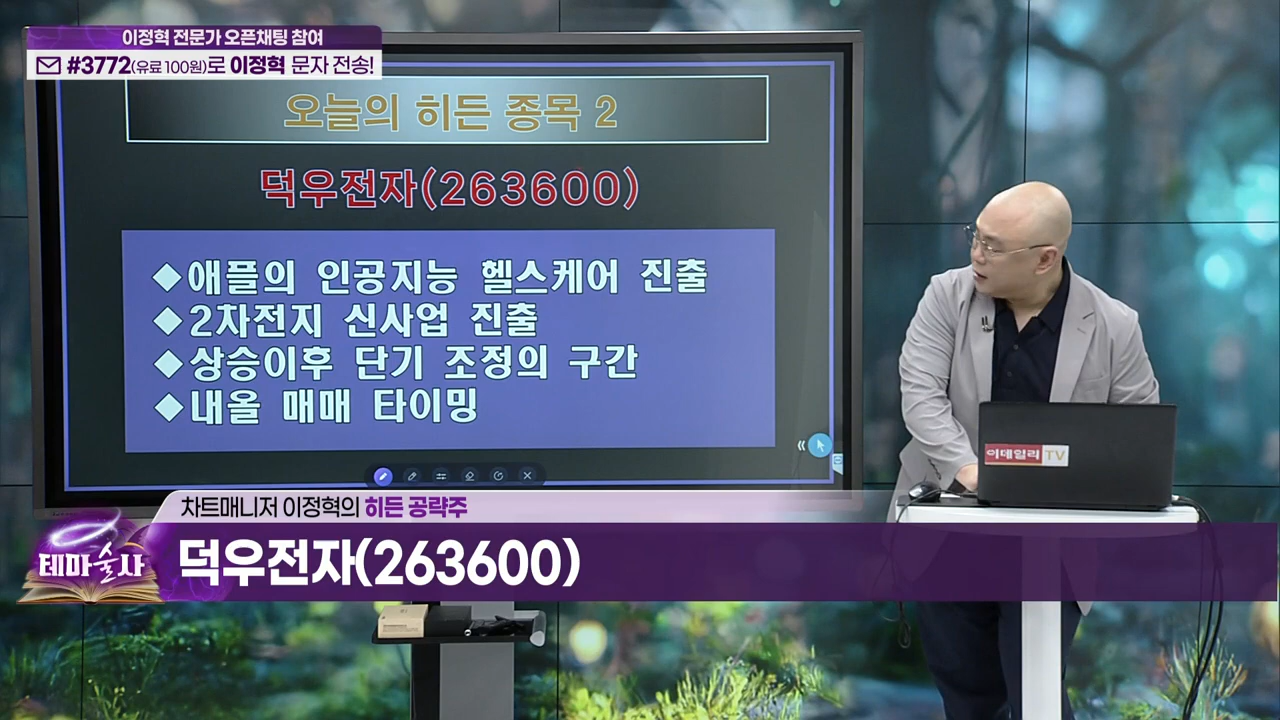 이정혁 전문가 오픈채팅 참여
#3772(유료 100원)로 이정혁 문자 전송!
오늘의 히든 종목 2
덕우전자(263600)
◆애플의 인공지능 헬스케어 진출
◆2차전지 신사업 진출
◆상승이후 단기 조정의 구간
◆내올 매매 타이밍
이데일리TV
차트매니저 이정혁의 히든 공략주
테마술사
덕우전자(263600)